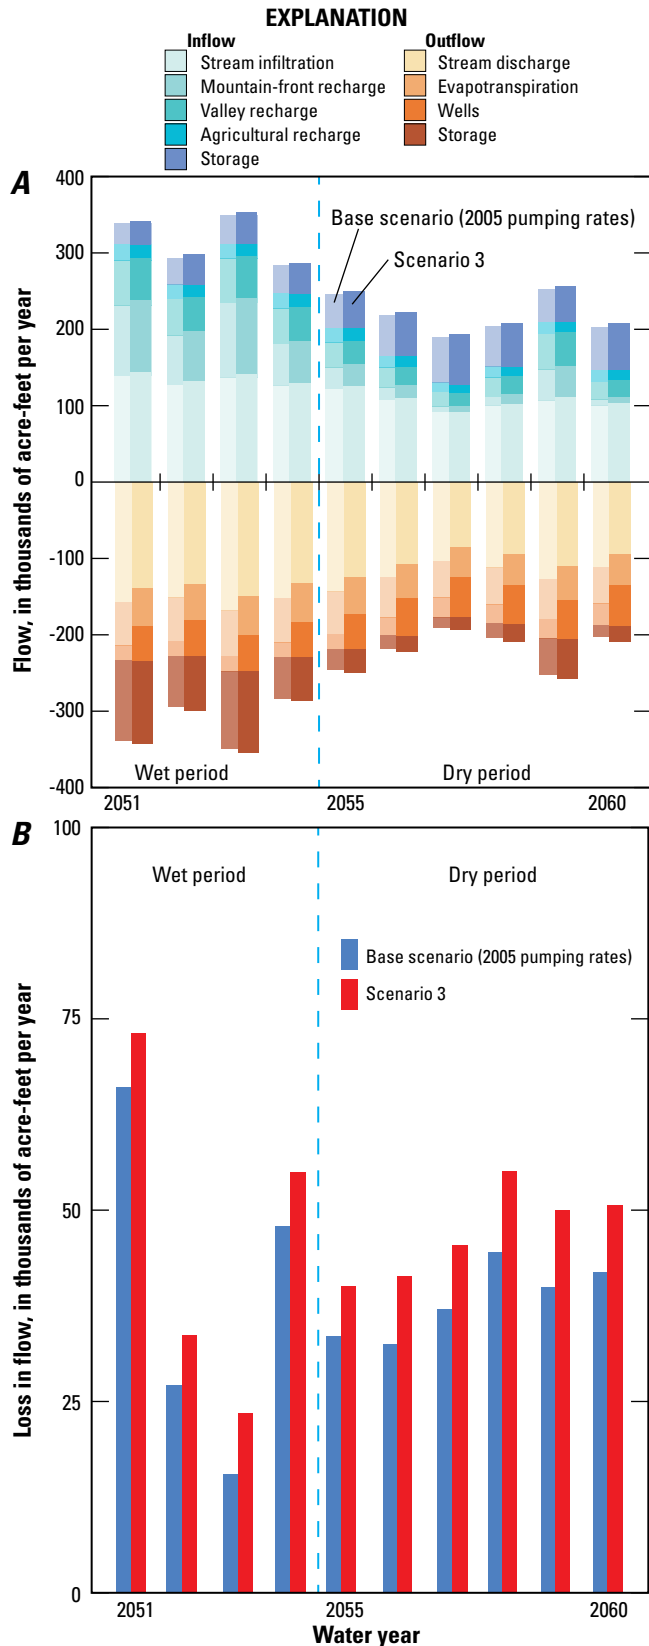 EXPLANATION
Inflow
Stream infiltration
Mountain-front recharge
Valley recharge
Agricultural recharge
Storage
Outflow
Stream discharge
Evapotranspiration
Wells
Storage
A
Flow, in thousands of acre-feet per year
400
300
200
100
0
-100
-200
-300
-400
Base scenario (2005 pumping rates)
Scenario 3
Wet period
Dry period
2051
2055
2060
B
Loss in flow, in thousands of acre-feet per year
100
75
50
25
0
Wet period
Dry period
Base scenario (2005 pumping rates)
Scenario 3
2051
2055
2060
Water year